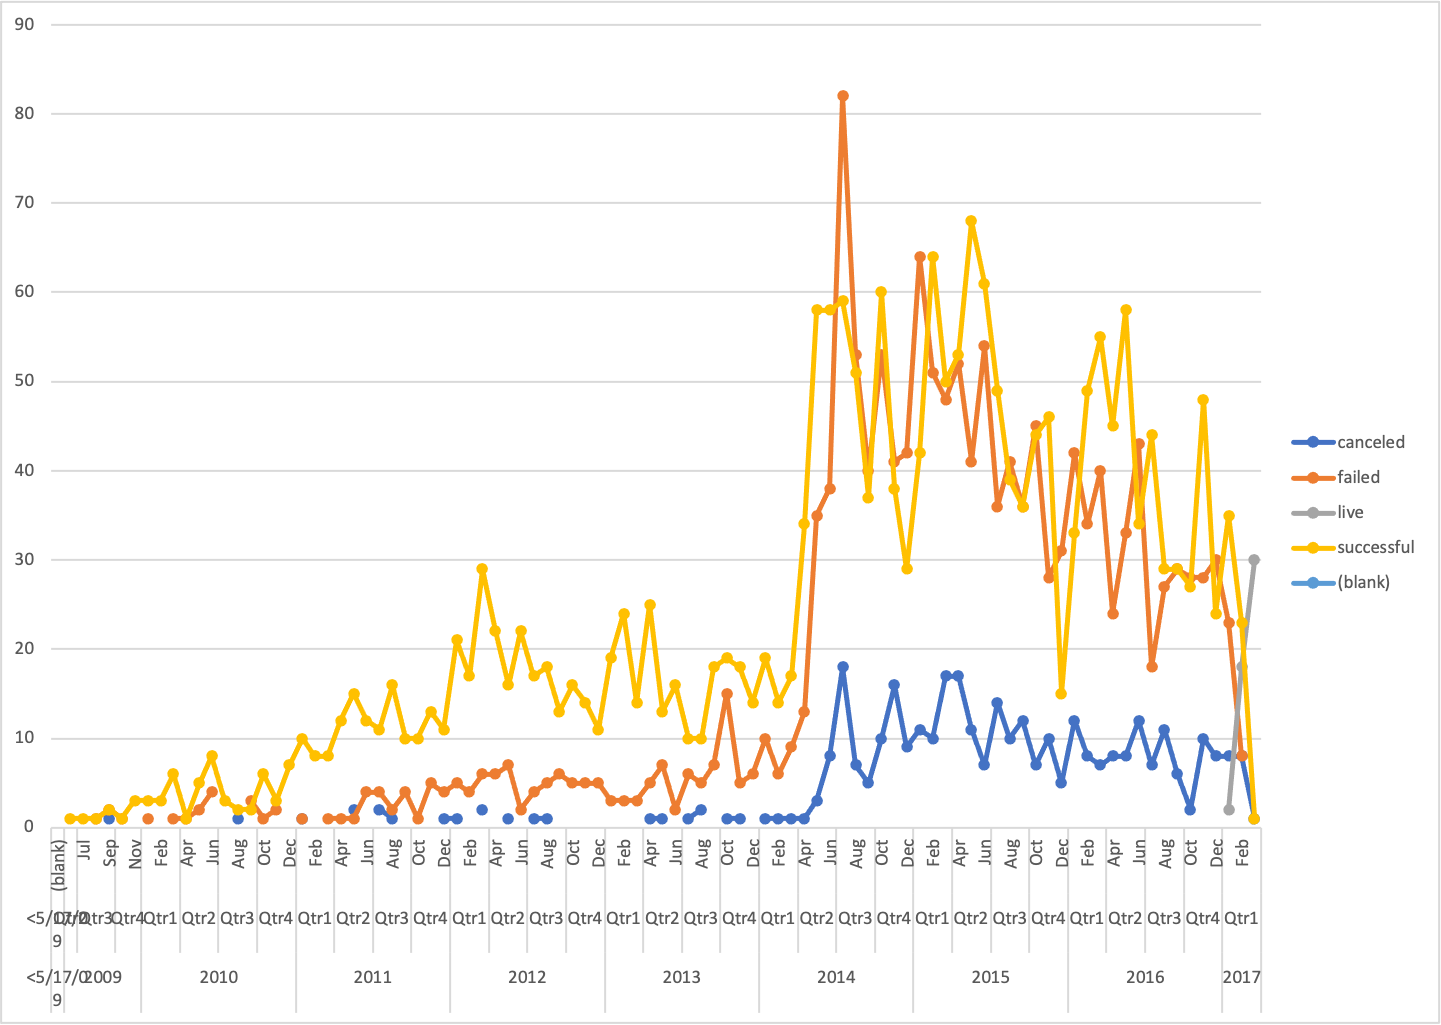 90
80
70
60
50
40
30
20
10
0
canceled
failed
live
successful
(blank)
(blank) Jul Sep Nov Feb Apr Jun Aug Oct Dec Feb Apr Jun Aug Oct Dec Feb Apr Jun Aug Oct Dec Feb Apr Jun Aug Oct Dec Feb Apr Jun Aug Oct Dec Feb Apr Jun Aug Oct Dec Feb Apr Jun Aug Oct Dec Feb
<5/17/0 Qtr2 Qtr3 Qtr4 Qtr1 Qtr2 Qtr3 Qtr4 Qtr1 Qtr2 Qtr3 Qtr4 Qtr1 Qtr2 Qtr3 Qtr4 Qtr1 Qtr2 Qtr3 Qtr4 Qtr1 Qtr2 Qtr3 Qtr4 Qtr1 Qtr2 Qtr3 Qtr4 Qtr1 Qtr2 Qtr3 Qtr4 Qtr1
9
<5/17/0 2009 2010 2011 2012 2013 2014 2015 2016 2017
9